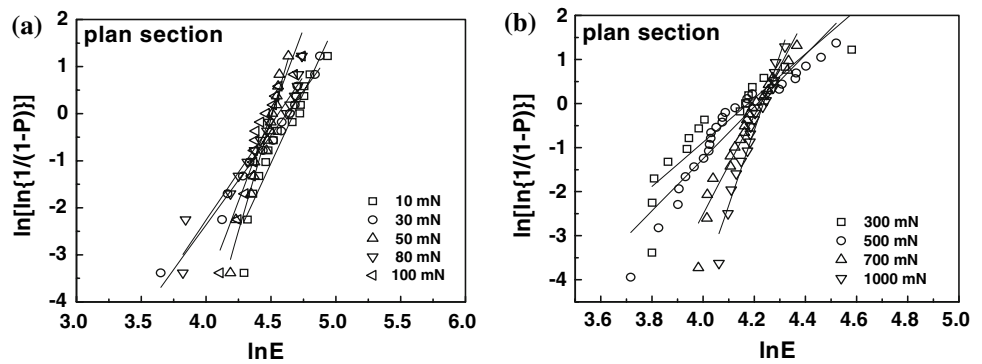 (a)
plan section
ln[ln{1/(1-P)}]
2
1
0
-1
-2
-3
-4
10 mN
30 mN
50 mN
80 mN
100 mN
3.0
3.5
4.0
4.5
5.0
5.5
6.0
lnE
(b)
plan section
ln[ln{1/(1-P)}]
2
1
0
-1
-2
-3
-4
300 mN
500 mN
700 mN
1000 mN
3.6
3.8
4.0
4.2
4.4
4.6
4.8
5.0
lnE